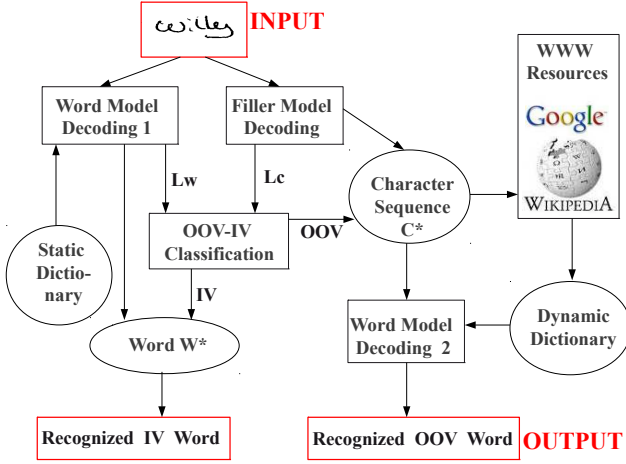 willey
INPUT
WWW
Resources
Google
WIKIPEDIA
Word Model
Decoding 1
Filler Model
Decoding
Lw
Lc
Character
Sequence
C*
OOV-IV
Classification
OOV
Static
Dictio-
nary
IV
Word W*
Word Model
Decoding 2
Dynamic
Dictionary
Recognized IV Word
Recognized OOV Word
OUTPUT